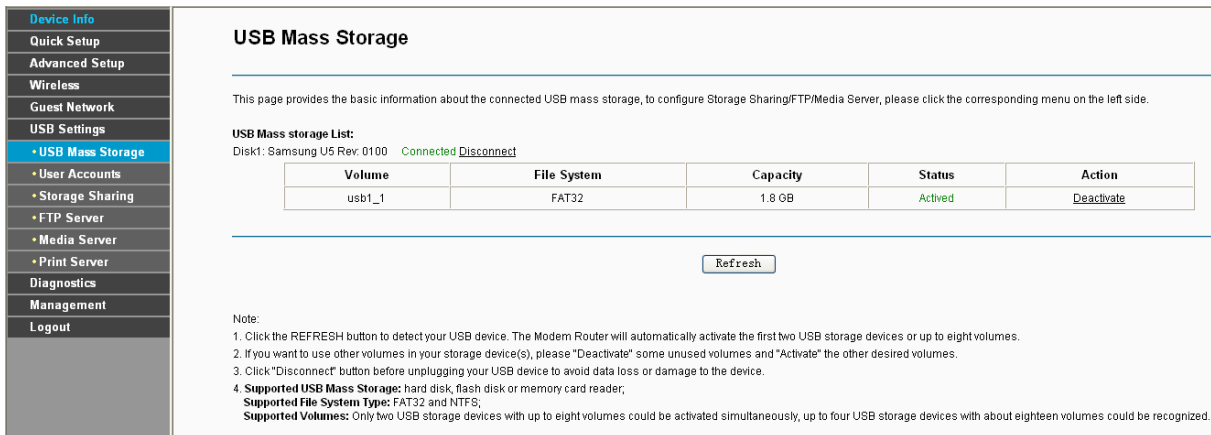 Device Info
Quick Setup
Advanced Setup
Wireless
Guest Network
USB Settings
• USB Mass Storage
• User Accounts
• Storage Sharing
• FTP Server
• Media Server
• Print Server
Diagnostics
Management
Logout
USB Mass Storage
This page provides the basic information about the connected USB mass storage, to configure Storage Sharing/FTP/Media Server, please click the corresponding menu on the left side.
USB Mass storage List:
Disk1: Samsung U5 Rev: 0100 Connected Disconnect
Volume File System Capacity Status Action
usb1_1 FAT32 1.8 GB Actived Deactivate
Refresh
Note:
1. Click the REFRESH button to detect your USB device. The Modem Router will automatically activate the first two USB storage devices or up to eight volumes.
2. If you want to use other volumes in your storage device(s), please "Deactivate" some unused volumes and "Activate" the other desired volumes.
3. Click "Disconnect" button before unplugging your USB device to avoid data loss or damage to the device.
4. Supported USB Mass Storage: hard disk, flash disk or memory card reader;
Supported File System Type: FAT32 and NTFS;
Supported Volumes: Only two USB storage devices with up to eight volumes could be activated simultaneously, up to four USB storage devices with about eighteen volumes could be recognized.